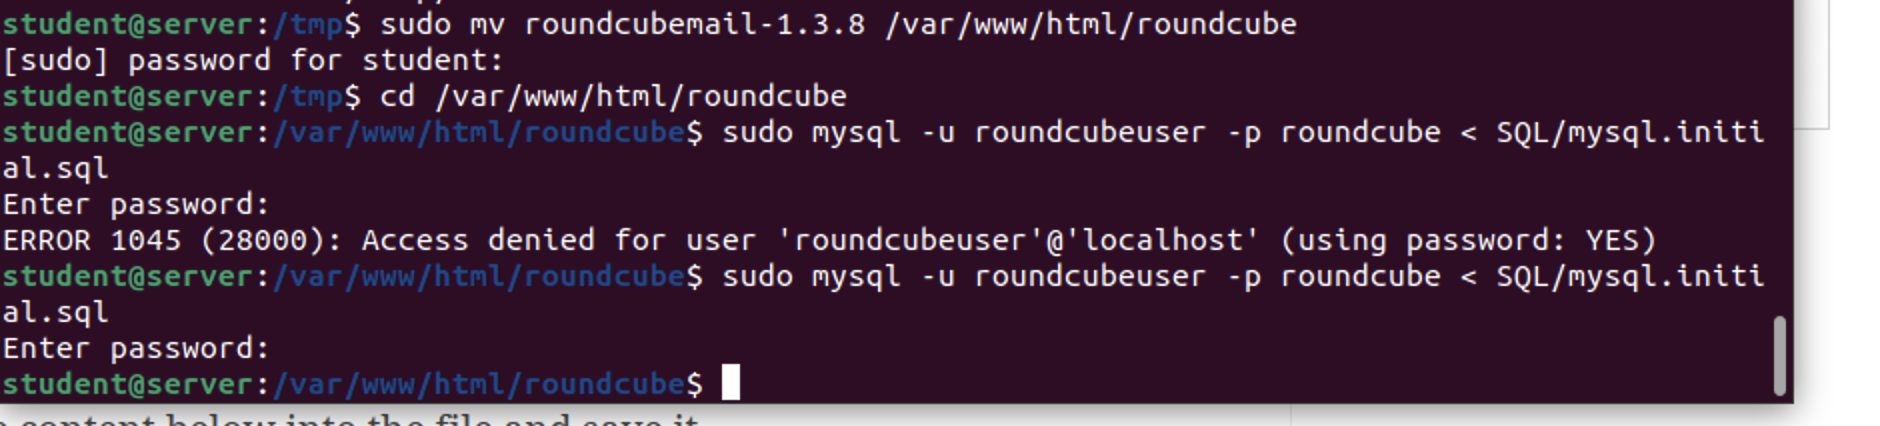 student@server:/tmp$ sudo mv roundcubemail-1.3.8 /var/www/html/roundcube
[sudo] password for student:
student@server:/tmp$ cd /var/www/html/roundcube
student@server:/var/www/html/roundcube$ sudo mysql -u roundcubeuser -p roundcube < SQL/mysql.initi
al.sql
Enter password:
ERROR 1045 (28000): Access denied for user 'roundcubeuser'@'localhost' (using password: YES)
student@server:/var/www/html/roundcube$ sudo mysql -u roundcubeuser -p roundcube < SQL/mysql.initi
al.sql
Enter password:
student@server:/var/www/html/roundcube$
content below into the file and save it